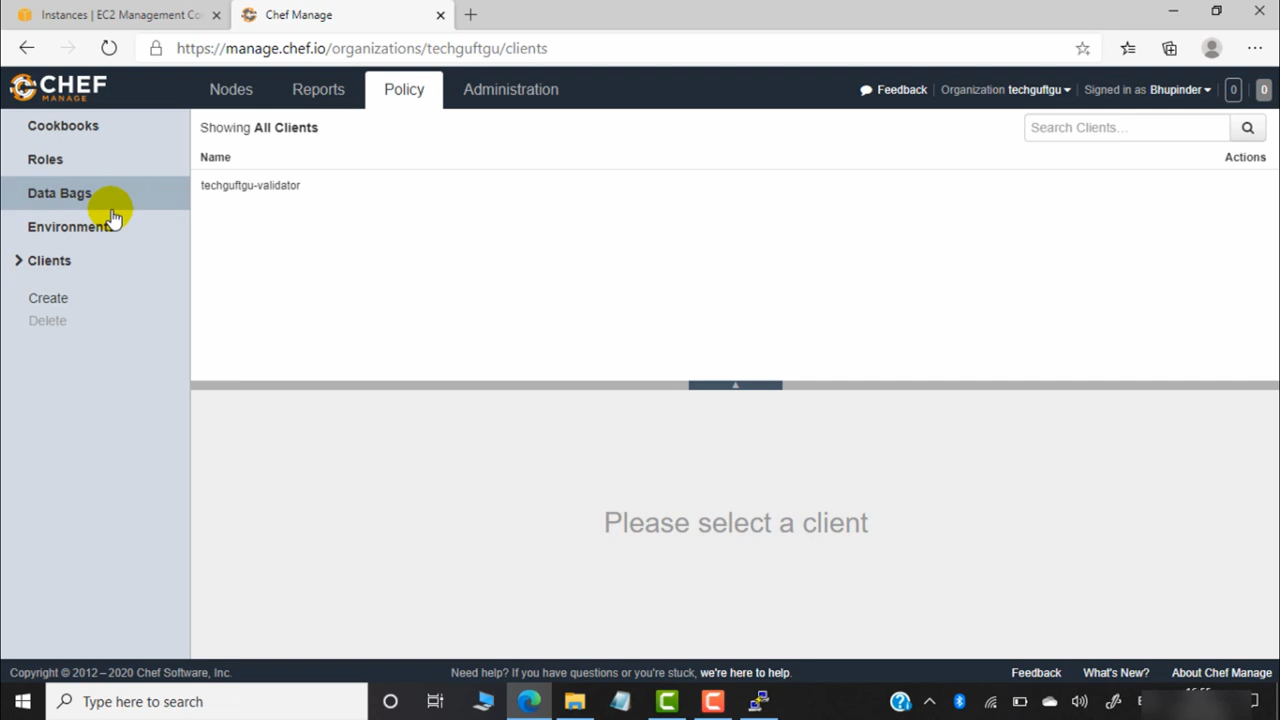 Instances | EC2 Management Co
Chef Manage
https://manage.chef.io/organizations/techguftgu/clients
CHEF
MANAGE
Nodes
Reports
Policy
Administration
Feedback
Organization techguftgu
Signed in as Bhupinder
0
0
Cookbooks
Roles
Data Bags
Environments
Clients
Create
Delete
Showing All Clients
Search Clients...
Name
Actions
techguftgu-validator
Please select a client
Copyright © 2012 – 2020 Chef Software, Inc.
Need help? If you have questions or you're stuck, we're here to help.
Feedback
What's New?
About Chef Manage
Type here to search